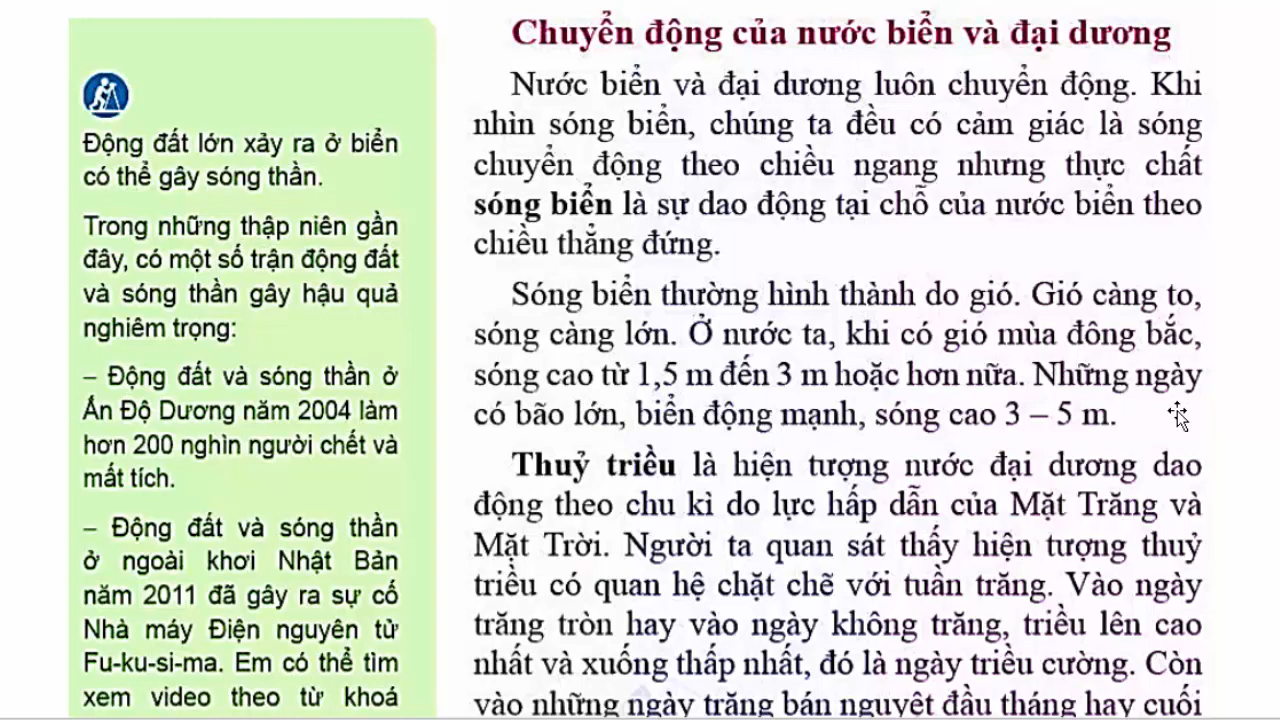 Động đất lớn xảy ra ở biển
có thể gây sóng thần.
Trong những thập niên gần
đây, có một số trận động đất
và sóng thần gây hậu quả
nghiêm trọng:
– Động đất và sóng thần ở
Ấn Độ Dương năm 2004 làm
hơn 200 nghìn người chết và
mất tích.
– Động đất và sóng thần
ở ngoài khơi Nhật Bản
năm 2011 đã gây ra sự cố
Nhà máy Điện nguyên tử
Fu-ku-si-ma. Em có thể tìm
xem video theo từ khoá
Chuyển động của nước biển và đại dương
Nước biển và đại dương luôn chuyển động. Khi
nhìn sóng biển, chúng ta đều có cảm giác là sóng
chuyển động theo chiều ngang nhưng thực chất
sóng biển là sự dao động tại chỗ của nước biển theo
chiều thẳng đứng.
Sóng biển thường hình thành do gió. Gió càng to,
sóng càng lớn. Ở nước ta, khi có gió mùa đông bắc,
sóng cao từ 1,5 m đến 3 m hoặc hơn nữa. Những ngày
có bão lớn, biển động mạnh, sóng cao 3 – 5 m.
Thuỷ triều là hiện tượng nước đại dương dao
động theo chu kì do lực hấp dẫn của Mặt Trăng và
Mặt Trời. Người ta quan sát thấy hiện tượng thuỷ
triều có quan hệ chặt chẽ với tuần trăng. Vào ngày
trăng tròn hay vào ngày không trăng, triều lên cao
nhất và xuống thấp nhất, đó là ngày triều cường. Còn
vào những ngày trăng bán nguyệt đầu tháng hay cuối